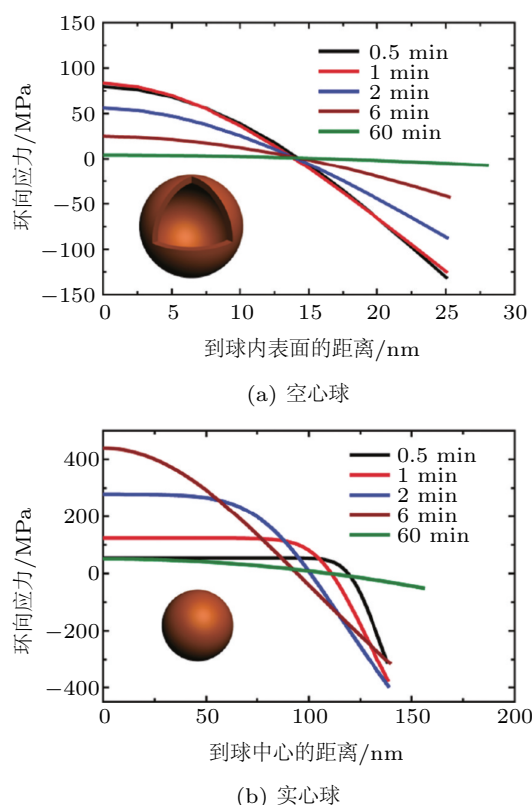 150
100
50
0
−50
−100
−150
环向应力/MPa
0.5 min
1 min
2 min
6 min
60 min
0 5 10 15 20 25 30
到球内表面的距离/nm
(a) 空心球
400
200
0
−200
−400
环向应力/MPa
0.5 min
1 min
2 min
6 min
60 min
0 50 100 150 200
到球中心的距离/nm
(b) 实心球